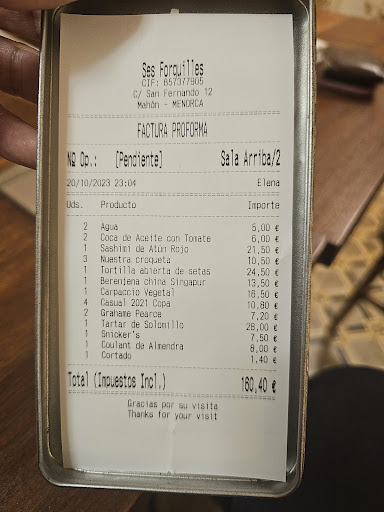 Ses Forquilles
CIF: B57377905
C/ San Fernando 12
Mahón - MENORCA
FACTURA PROFORMA
Nº Op.: [Pendiente] Sala Arriba/2
20/10/2023 23:04 Elena
Uds. Producto Importe
2 Agua 5,00 €
2 Coca de Aceite con Tomate 6,00 €
1 Sashimi de Atún Rojo 21,50 €
3 Nuestra croqueta 10,50 €
1 Tortilla abierta de setas 24,50 €
1 Berenjena china Singapur 13,50 €
1 Carpaccio Vegetal 16,50 €
4 Casual 2021 Copa 10,80 €
2 Grahame Pearce 7,20 €
1 Tartar de Solomillo 28,00 €
1 Snicker's 7,50 €
1 Coulant de Almendra 8,00 €
1 Cortado 1,40 €
Total (Impuestos Incl.) 160,40 €
Gracias por su visita
Thanks for your visit